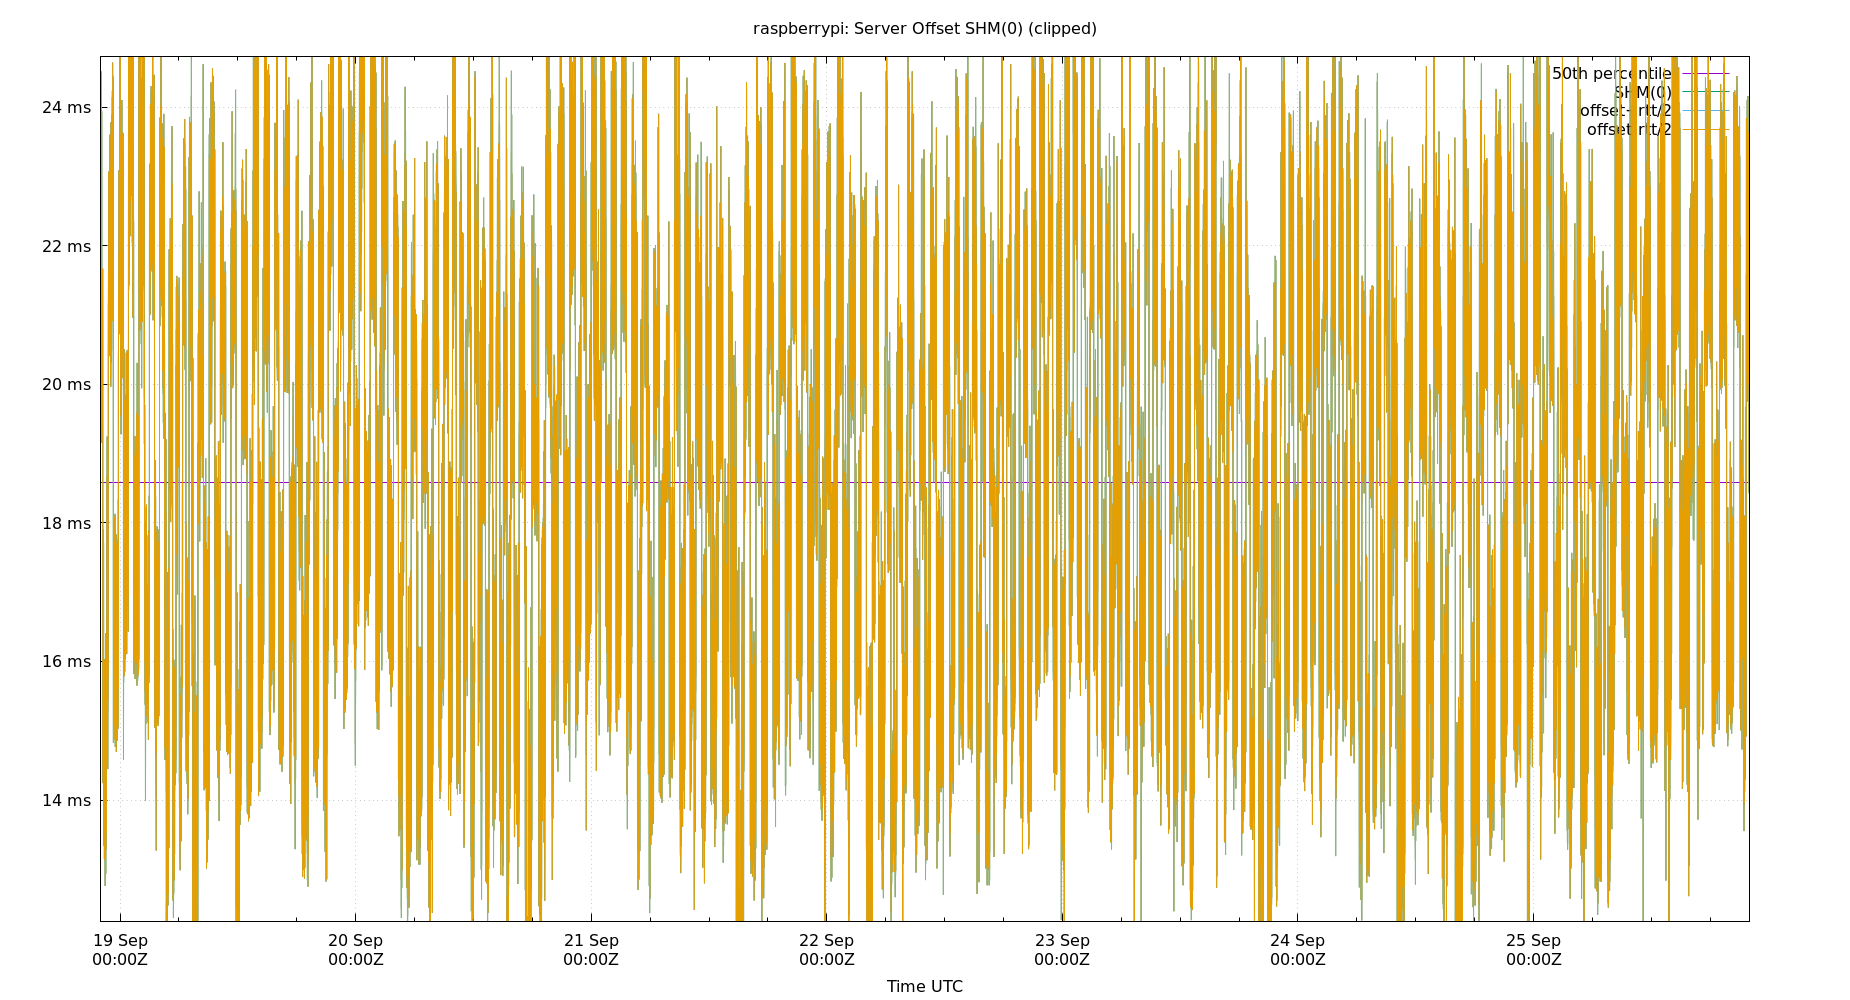 raspberrypi: Server Offset SHM(0) (clipped)
50th percentile
SHM(0)
offset+rtt/2
offset-rtt/2
24 ms
22 ms
20 ms
18 ms
16 ms
14 ms
19 Sep
00:00Z
20 Sep
00:00Z
21 Sep
00:00Z
22 Sep
00:00Z
23 Sep
00:00Z
24 Sep
00:00Z
25 Sep
00:00Z
Time UTC